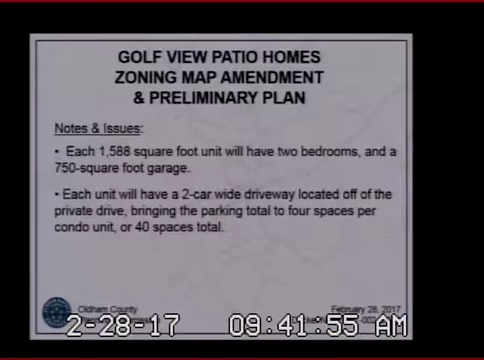 GOLF VIEW PATIO HOMES
ZONING MAP AMENDMENT
& PRELIMINARY PLAN
Notes & Issues:
• Each 1,588 square foot unit will have two bedrooms, and a
750-square foot garage.
• Each unit will have a 2-car wide driveway located off of the
private drive, bringing the parking total to four spaces per
condo unit, or 40 spaces total.
Oldham County
February 28, 2017
2-28-17 09:41:55 AM